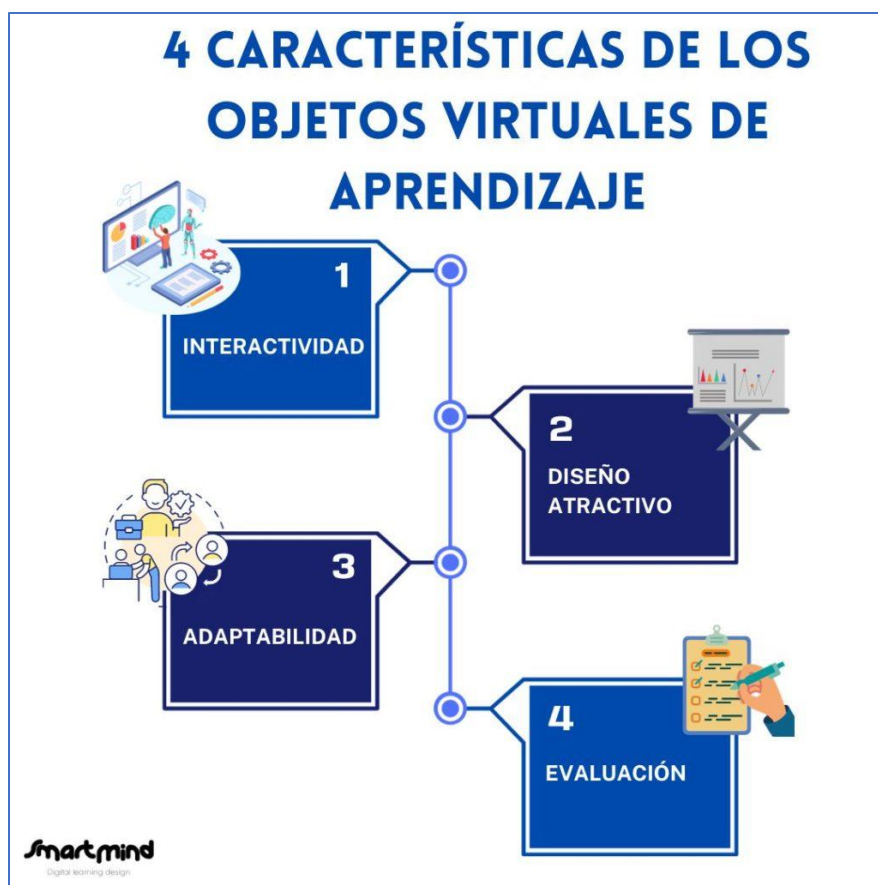 4 CARACTERÍSTICAS DE LOS
OBJETOS VIRTUALES DE
APRENDIZAJE
1
INTERACTIVIDAD
2
DISEÑO
ATRACTIVO
3
ADAPTABILIDAD
4
EVALUACIÓN
smartmind
Digital learning design